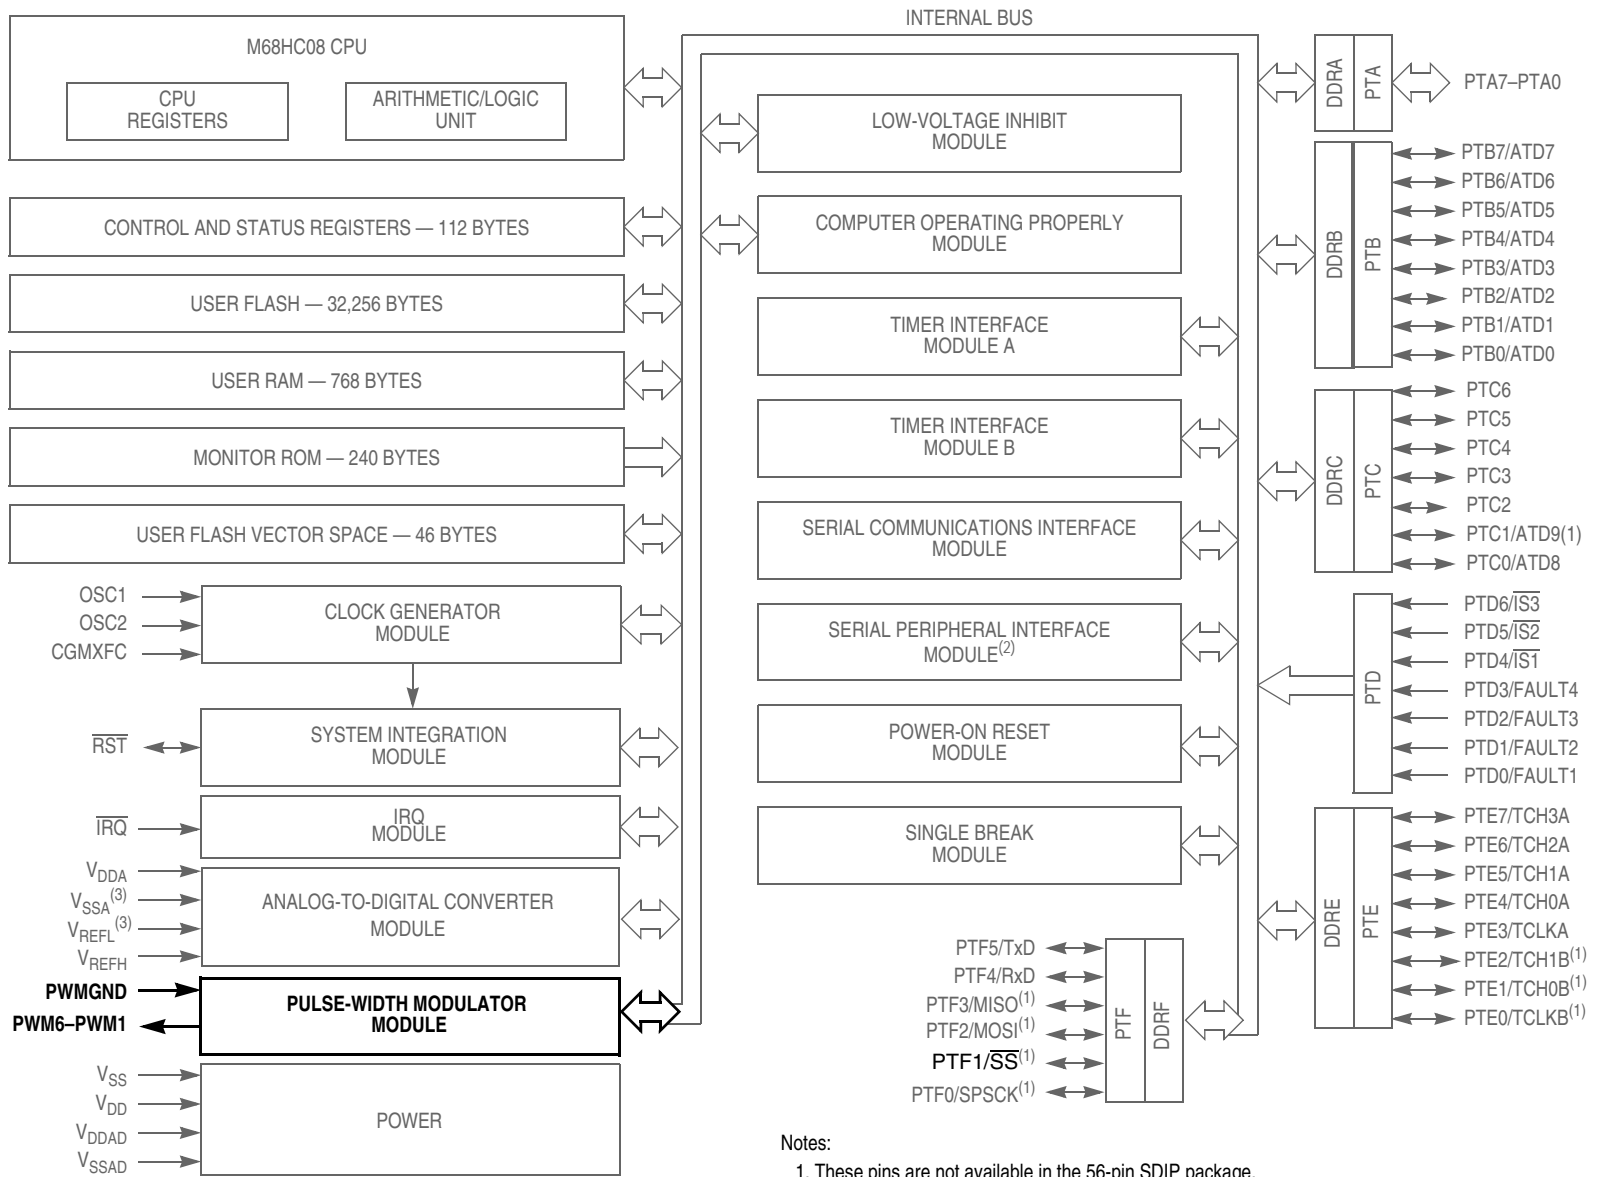 INTERNAL BUS
M68HC08 CPU
CPU
REGISTERS
ARITHMETIC/LOGIC
UNIT
CONTROL AND STATUS REGISTERS — 112 BYTES
USER FLASH — 32,256 BYTES
USER RAM — 768 BYTES
MONITOR ROM — 240 BYTES
USER FLASH VECTOR SPACE — 46 BYTES
OSC1
OSC2
CGMXFC
CLOCK GENERATOR
MODULE
RST
SYSTEM INTEGRATION
MODULE
IRQ
IRQ
MODULE
VDDA
VSSA(3)
VREFL(3)
VREFH
ANALOG-TO-DIGITAL CONVERTER
MODULE
PWMGND
PWM6–PWM1
PULSE-WIDTH MODULATOR
MODULE
VSS
VDD
VDDAD
VSSAD
POWER
LOW-VOLTAGE INHIBIT
MODULE
COMPUTER OPERATING PROPERLY
MODULE
TIMER INTERFACE
MODULE A
TIMER INTERFACE
MODULE B
SERIAL COMMUNICATIONS INTERFACE
MODULE
SERIAL PERIPHERAL INTERFACE
MODULE(2)
POWER-ON RESET
MODULE
SINGLE BREAK
MODULE
PTF5/TxD
PTF4/RxD
PTF3/MISO(1)
PTF2/MOSI(1)
PTF1/SS(1)
PTF0/SPSCK(1)
PTF
DDRF
DDRA
PTA
PTA7–PTA0
DDRB
PTB
PTB7/ATD7
PTB6/ATD6
PTB5/ATD5
PTB4/ATD4
PTB3/ATD3
PTB2/ATD2
PTB1/ATD1
PTB0/ATD0
DDRC
PTC
PTC6
PTC5
PTC4
PTC3
PTC2
PTC1/ATD9(1)
PTC0/ATD8
PTD
PTD6/IS3
PTD5/IS2
PTD4/IS1
PTD3/FAULT4
PTD2/FAULT3
PTD1/FAULT2
PTD0/FAULT1
DDRE
PTE
PTE7/TCH3A
PTE6/TCH2A
PTE5/TCH1A
PTE4/TCH0A
PTE3/TCLKA
PTE2/TCH1B(1)
PTE1/TCH0B(1)
PTE0/TCLKB(1)
Notes:
1. These pins are not available in the 56-pin SDIP package.